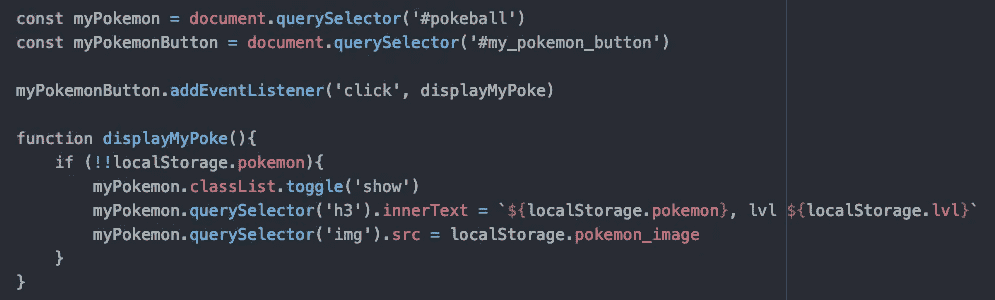 const myPokemon = document.querySelector('#pokeball')
const myPokemonButton = document.querySelector('#my_pokemon_button')
myPokemonButton.addEventListener('click', displayMyPoke)
function displayMyPoke(){
    if (!!localStorage.pokemon){
        myPokemon.classList.toggle('show')
        myPokemon.querySelector('h3').innerText = `${localStorage.pokemon}, lvl ${localStorage.lvl}`
        myPokemon.querySelector('img').src = localStorage.pokemon_image
    }
}